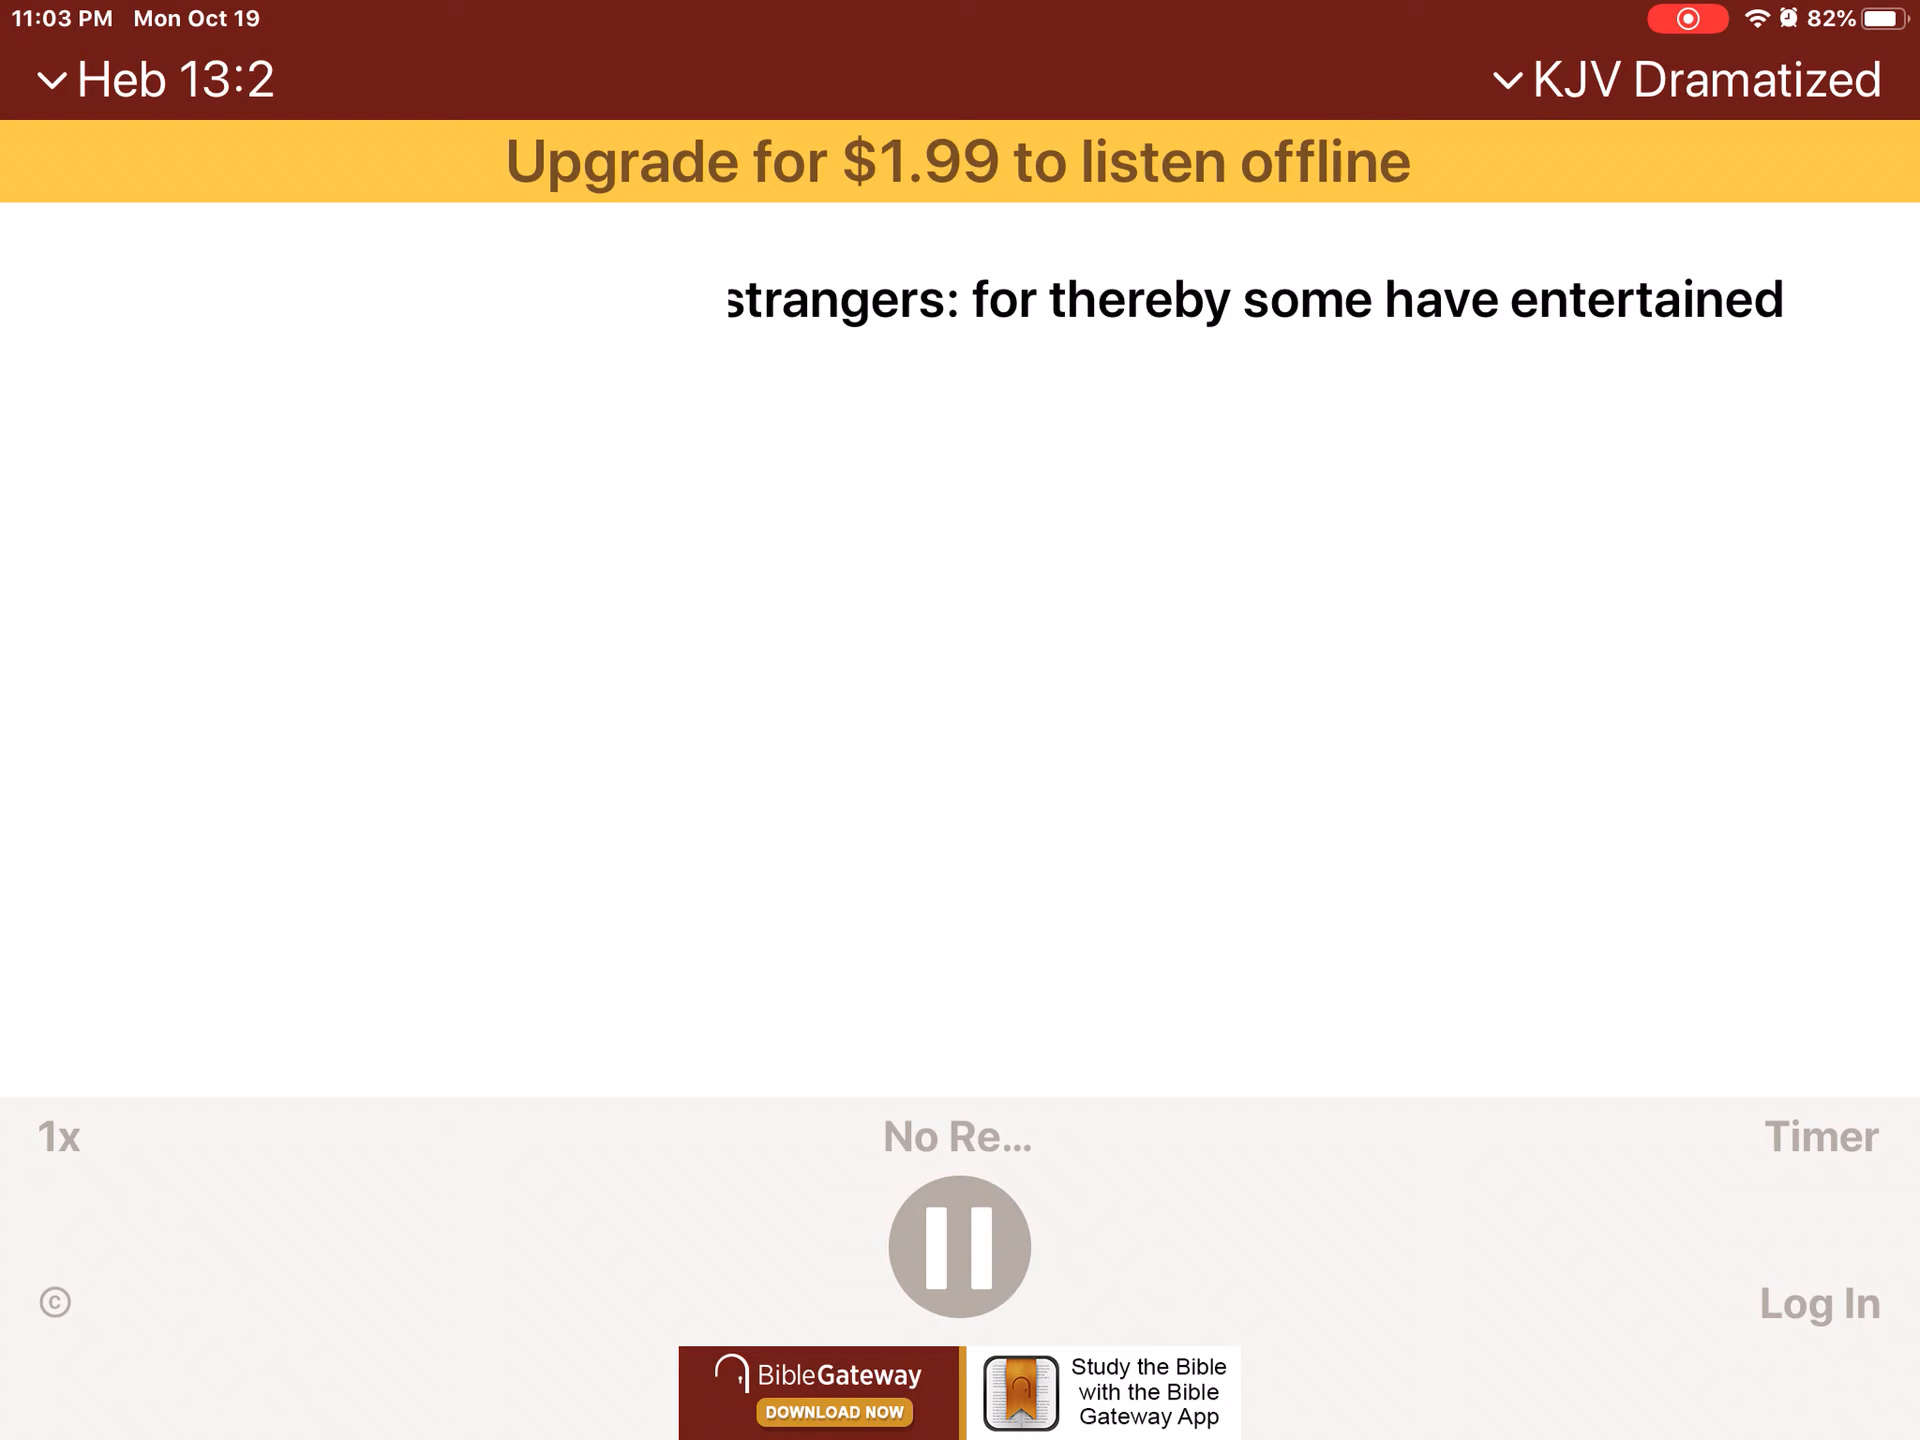 11:03 PM Mon Oct 19 82%
Heb 13:2 KJV Dramatized
Upgrade for $1.99 to listen offline
strangers: for thereby some have entertained
1x No Re... Timer
© Log In
BibleGateway
DOWNLOAD NOW
Study the Bible
with the Bible
Gateway App